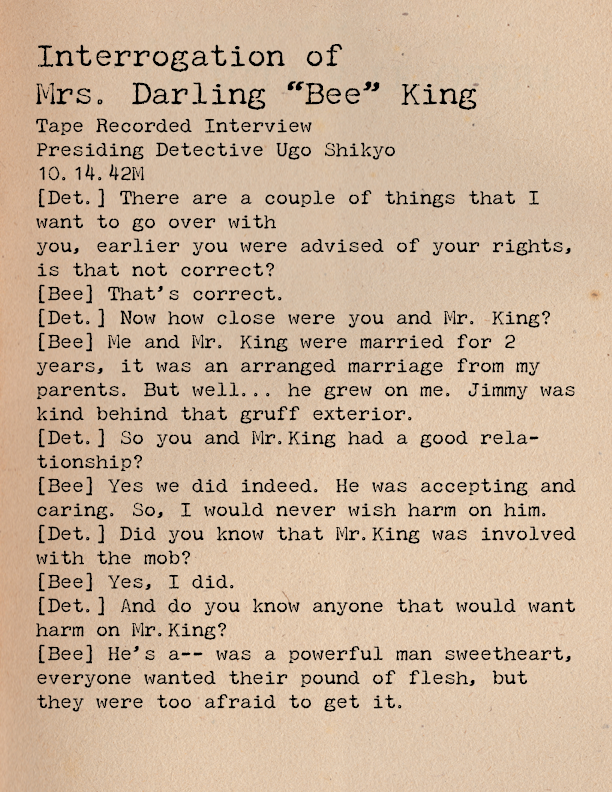 Interrogation of
Mrs. Darling “Bee” King
Tape Recorded Interview
Presiding Detective Ugo Shikyo
10.14.42M
[Det.] There are a couple of things that I
want to go over with
you, earlier you were advised of your rights,
is that not correct?
[Bee] That’s correct.
[Det.] Now how close were you and Mr. King?
[Bee] Me and Mr. King were married for 2
years, it was an arranged marriage from my
parents. But well... he grew on me. Jimmy was
kind behind that gruff exterior.
[Det.] So you and Mr.King had a good rela-
tionship?
[Bee] Yes we did indeed. He was accepting and
caring. So, I would never wish harm on him.
[Det.] Did you know that Mr.King was involved
with the mob?
[Bee] Yes, I did.
[Det.] And do you know anyone that would want
harm on Mr.King?
[Bee] He’s a-- was a powerful man sweetheart,
everyone wanted their pound of flesh, but
they were too afraid to get it.